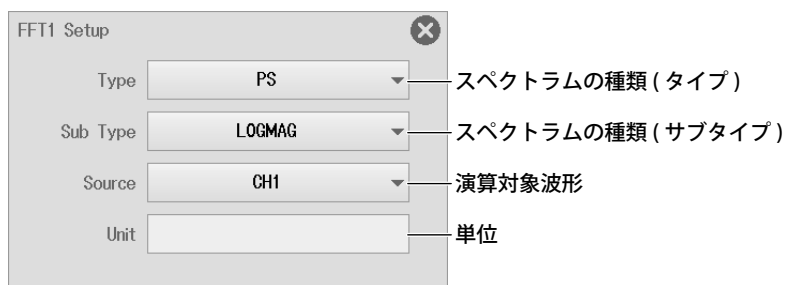 FFT1 Setup
Type PS スペクトラムの種類 ( タイプ )
Sub Type LOGMAG スペクトラムの種類 ( サブタイプ )
Source CH1 演算対象波形
Unit 単位